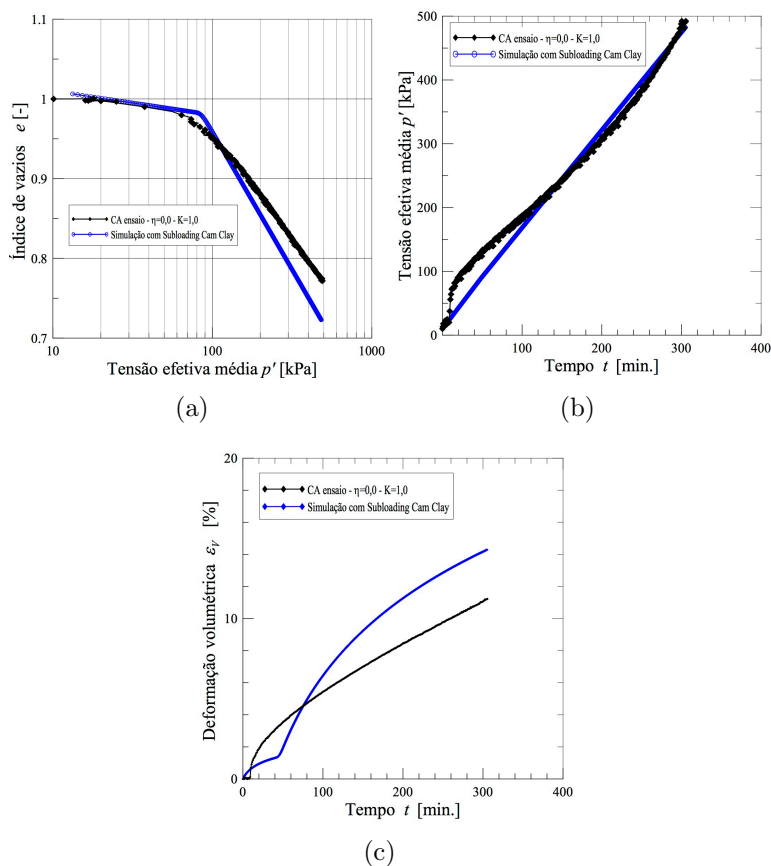 1.1
1
0.9
0.8
0.7
10
100
1000
Índice de vazios e [-]
CA ensaio - η=0,0 - K=1,0
Simulação com Subloading Cam Clay
Tensão efetiva média p' [kPa]
(a)
500
400
300
200
100
0
100
200
300
400
Tensão efetiva média p' [kPa]
CA ensaio - η=0,0 - K=1,0
Simulação com Subloading Cam Clay
Tempo t [min.]
(b)
20
10
0
0
100
200
300
400
Deformação volumétrica εV [%]
CA ensaio - η=0,0 - K=1,0
Simulação com Subloading Cam Clay
Tempo t [min.]
(c)